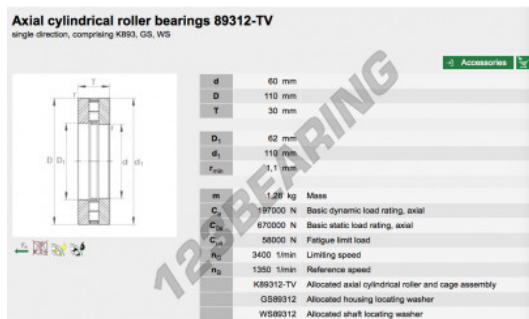 Axial cylindrical roller bearings 89312-TV
single direction, comprising K893, GS, WS
Accessories
T
r
D D₁ d d₁
d 60 mm
D 110 mm
T 30 mm
D₁ 62 mm
d₁ 110 mm
rmin 1,1 mm
m 1,28 kg Mass
Ca 197000 N Basic dynamic load rating, axial
C0a 670000 N Basic static load rating, axial
Cua 58000 N Fatigue limit load
nG 3400 1/min Limiting speed
nB 1350 1/min Reference speed
K89312-TV Allocated axial cylindrical roller and cage assembly
GS89312 Allocated housing locating washer
WS89312 Allocated shaft locating washer
123BEARING